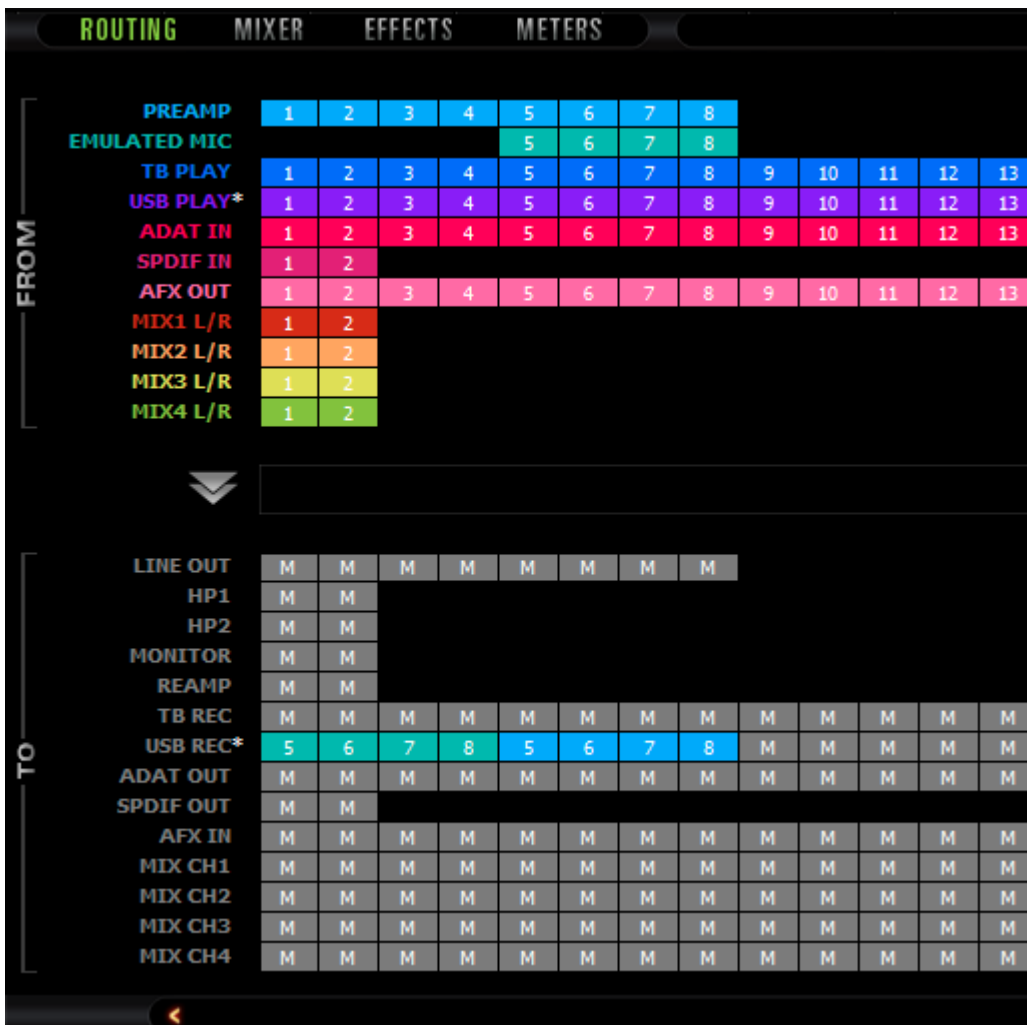 ROUTING MIXER EFFECTS METERS
FROM
PREAMP 1 2 3 4 5 6 7 8
EMULATED MIC 5 6 7 8
TB PLAY 1 2 3 4 5 6 7 8 9 10 11 12 13
USB PLAY* 1 2 3 4 5 6 7 8 9 10 11 12 13
ADAT IN 1 2 3 4 5 6 7 8 9 10 11 12 13
SPDIF IN 1 2
AFX OUT 1 2 3 4 5 6 7 8 9 10 11 12 13
MIX1 L/R 1 2
MIX2 L/R 1 2
MIX3 L/R 1 2
MIX4 L/R 1 2
TO
LINE OUT M M M M M M M M
HP1 M M
HP2 M M
MONITOR M M
REAMP M M
TB REC M M M M M M M M M M M M M
USB REC* 5 6 7 8 5 6 7 8 M M M M M
ADAT OUT M M M M M M M M M M M M M
SPDIF OUT M M
AFX IN M M M M M M M M M M M M M
MIX CH1 M M M M M M M M M M M M M
MIX CH2 M M M M M M M M M M M M M
MIX CH3 M M M M M M M M M M M M M
MIX CH4 M M M M M M M M M M M M M